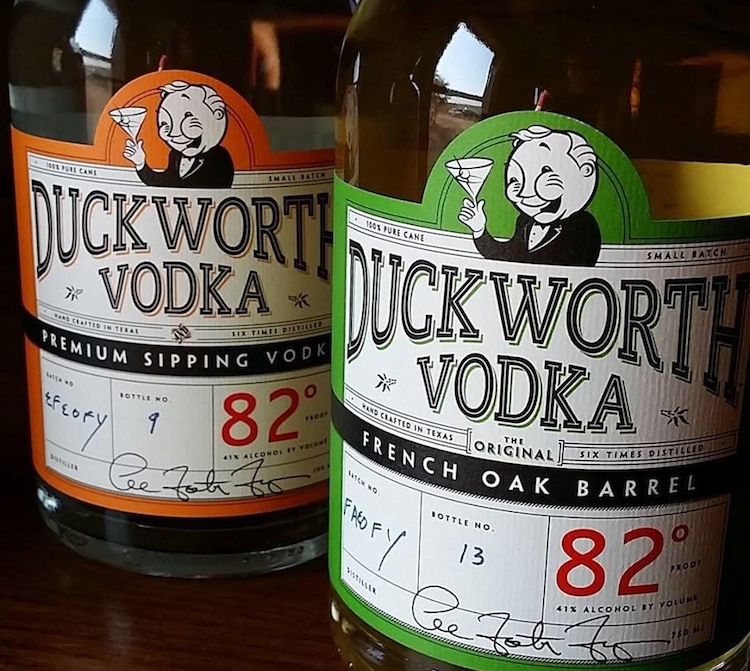 100% PURE CANE
SMALL BATCH
DUCKWORTH
VODKA
HAND CRAFTED IN TEXAS
SIX TIMES DISTILLED
PREMIUM SIPPING VODK
BATCH NO.
BOTTLE NO.
9
82°
PROOF
41% ALCOHOL BY VOLUME
DISTILLER
100% PURE CANE
SMALL BATCH
DUCKWORTH
VODKA
HAND CRAFTED IN TEXAS
THE
ORIGINAL
SIX TIMES DISTILLED
FRENCH OAK BARREL
BATCH NO.
BOTTLE NO.
13
82°
PROOF
41% ALCOHOL BY VOLUME
DISTILLER
750 ML